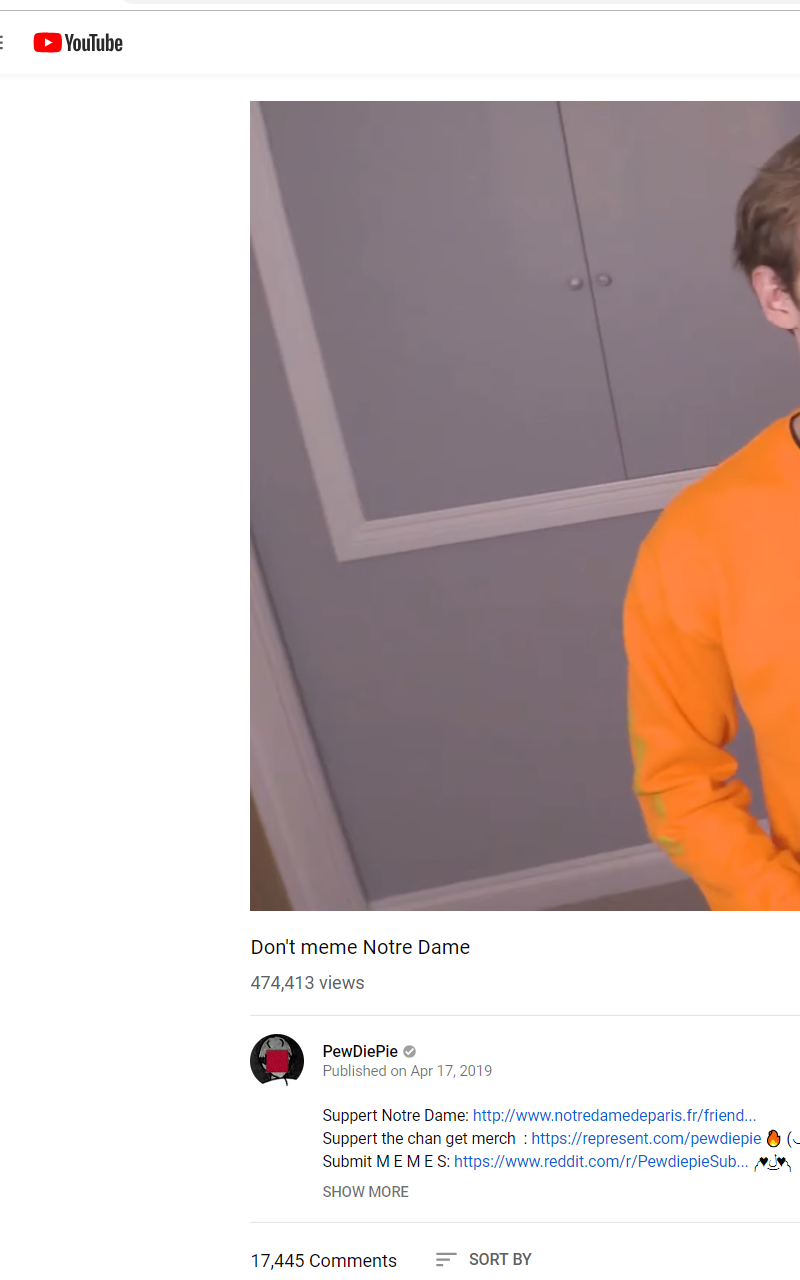 YouTube
Don't meme Notre Dame
474,413 views
PewDiePie
Published on Apr 17, 2019
Suppert Notre Dame: http://www.notredamedeparis.fr/friend...
Suppert the chan get merch : https://represent.com/pewdiepie 🔥 (
Submit M E M E S: https://www.reddit.com/r/PewdiepieSub...
SHOW MORE
17,445 Comments SORT BY